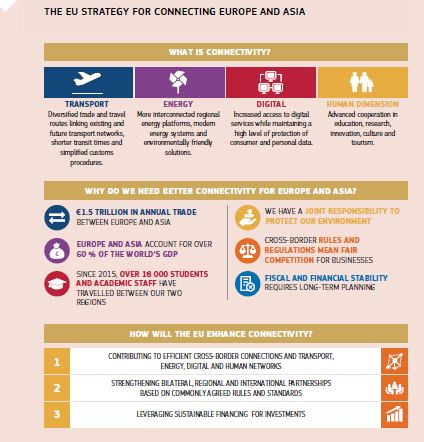 THE EU STRATEGY FOR CONNECTING EUROPE AND ASIA
WHAT IS CONNECTIVITY?
TRANSPORT
Diversified trade and travel
routes linking existing and
future transport networks,
shorter transit times and
simplified customs
procedures.
ENERGY
More interconnected regional
energy platforms, modern
energy systems and
environmentally friendly
solutions.
DIGITAL
Increased access to digital
services while maintaining a
high level of protection of
consumer and personal data.
HUMAN DIMENSION
Advanced cooperation in
education, research,
innovation, culture and
tourism.
WHY DO WE NEED BETTER CONNECTIVITY FOR EUROPE AND ASIA?
€1.5 TRILLION IN ANNUAL TRADE
BETWEEN EUROPE AND ASIA
EUROPE AND ASIA ACCOUNT FOR OVER
60 % OF THE WORLD'S GDP
SINCE 2015, OVER 16 000 STUDENTS
AND ACADEMIC STAFF HAVE
TRAVELLED BETWEEN OUR TWO
REGIONS
WE HAVE A JOINT RESPONSIBILITY TO
PROTECT OUR ENVIRONMENT
CROSS-BORDER RULES AND
REGULATIONS MEAN FAIR
COMPETITION FOR BUSINESSES
FISCAL AND FINANCIAL STABILITY
REQUIRES LONG-TERM PLANNING
HOW WILL THE EU ENHANCE CONNECTIVITY?
1
CONTRIBUTING TO EFFICIENT CROSS-BORDER CONNECTIONS AND TRANSPORT,
ENERGY, DIGITAL AND HUMAN NETWORKS
2
STRENGTHENING BILATERAL, REGIONAL AND INTERNATIONAL PARTNERSHIPS
BASED ON COMMONLY AGREED RULES AND STANDARDS
3
LEVERAGING SUSTAINABLE FINANCING FOR INVESTMENTS